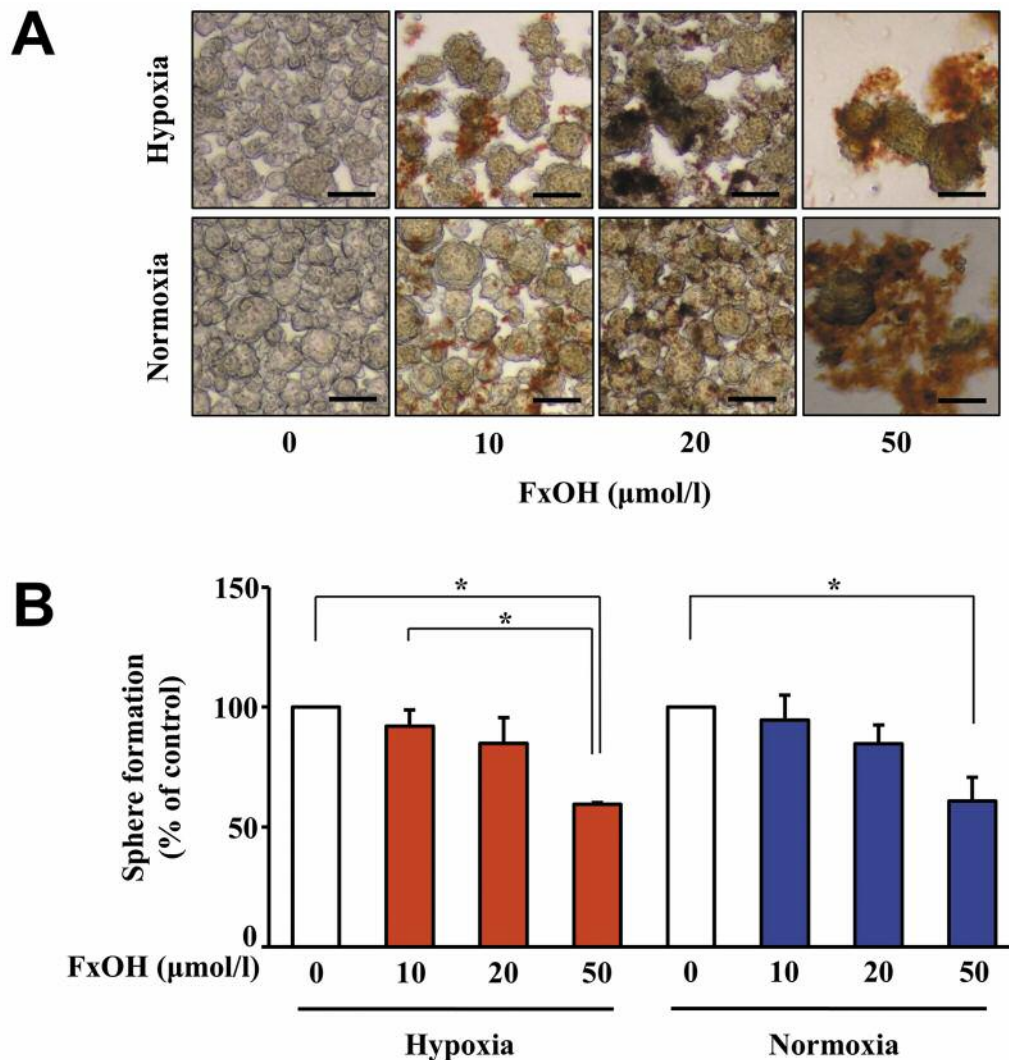 A
Hypoxia
Normoxia
0 10 20 50
FxOH (μmol/l)
B
Sphere formation
(% of control)
150
100
50
0
*
*
*
FxOH (μmol/l) 0 10 20 50 0 10 20 50
Hypoxia Normoxia